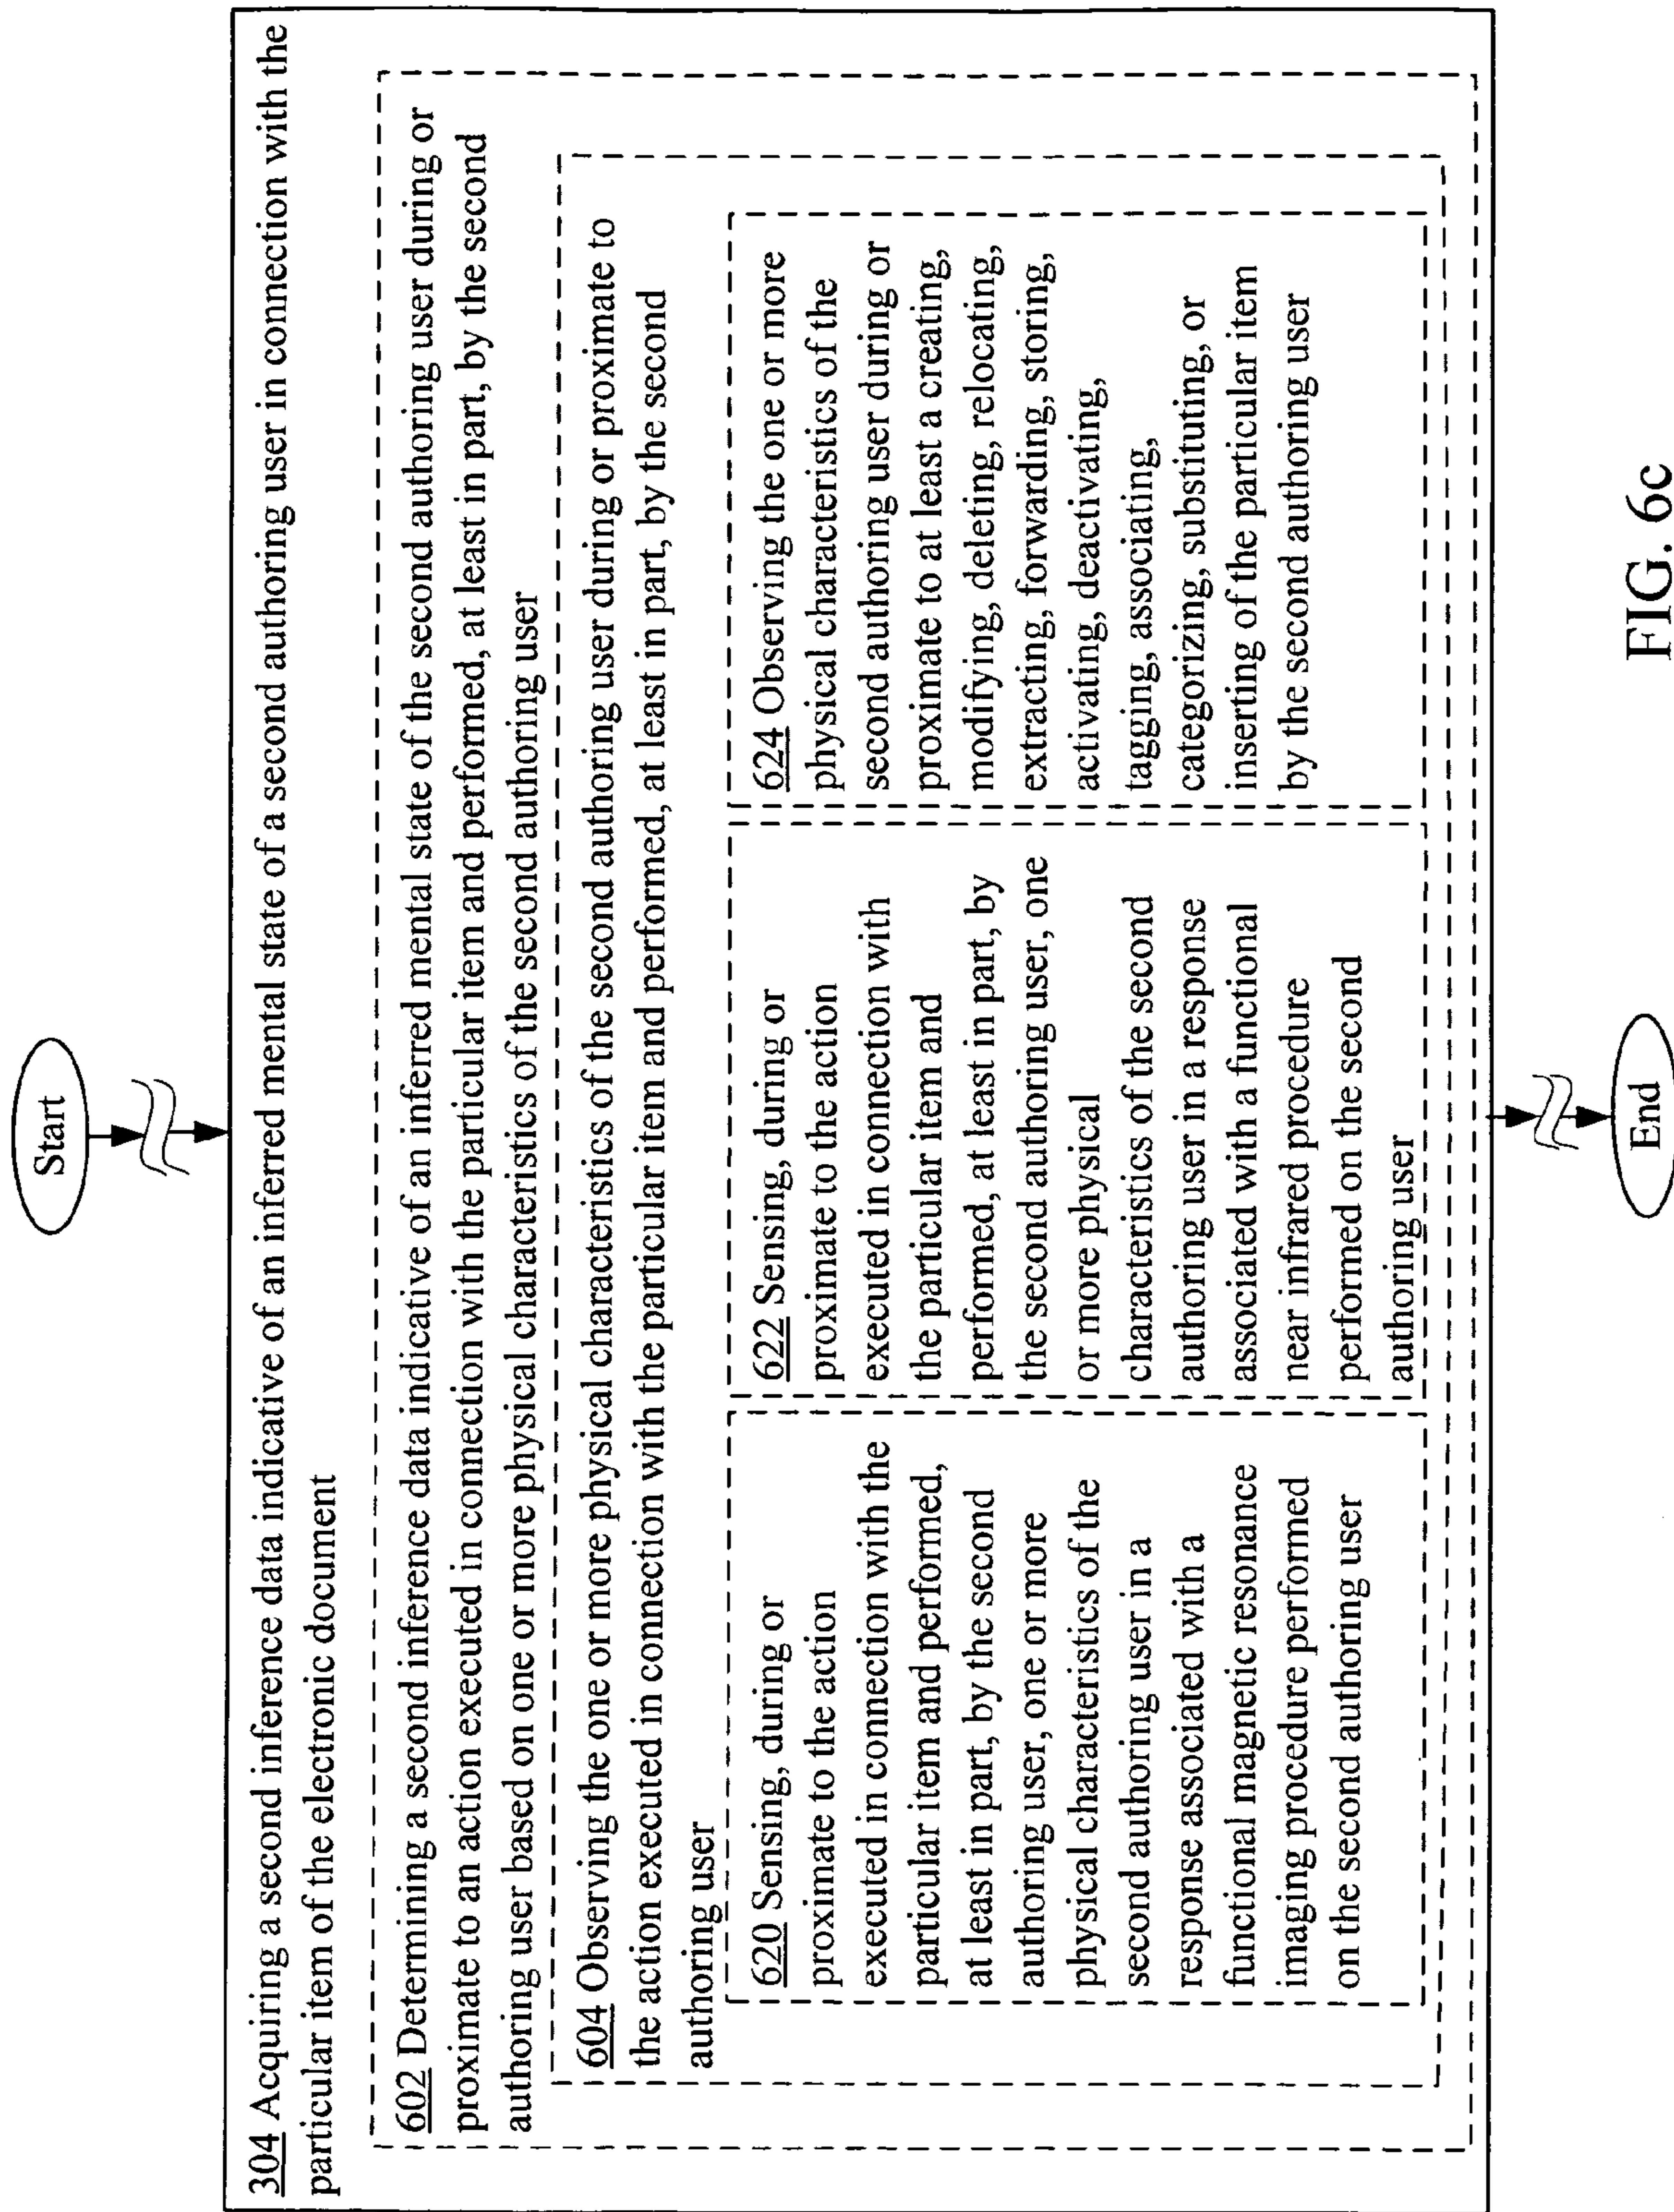 Start
304 Acquiring a second inference data indicative of an inferred mental state of a second authoring user in connection with the
particular item of the electronic document
602 Determining a second inference data indicative of an inferred mental state of the second authoring user during or
proximate to an action executed in connection with the particular item and performed, at least in part, by the second
authoring user based on one or more physical characteristics of the second authoring user
604 Observing the one or more physical characteristics of the second authoring user during or proximate to
the action executed in connection with the particular item and performed, at least in part, by the second
authoring user
620 Sensing, during or
proximate to the action
executed in connection with the
particular item and performed,
at least in part, by the second
authoring user, one or more
physical characteristics of the
second authoring user in a
response associated with a
functional magnetic resonance
imaging procedure performed
on the second authoring user
622 Sensing, during or
proximate to the action
executed in connection with
the particular item and
performed, at least in part, by
the second authoring user, one
or more physical
characteristics of the second
authoring user in a response
associated with a functional
near infrared procedure
performed on the second
authoring user
624 Observing the one or more
physical characteristics of the
second authoring user during or
proximate to at least a creating,
modifying, deleting, relocating,
extracting, forwarding, storing,
activating, deactivating,
tagging, associating,
categorizing, substituting, or
inserting of the particular item
by the second authoring user
End
FIG. 6c